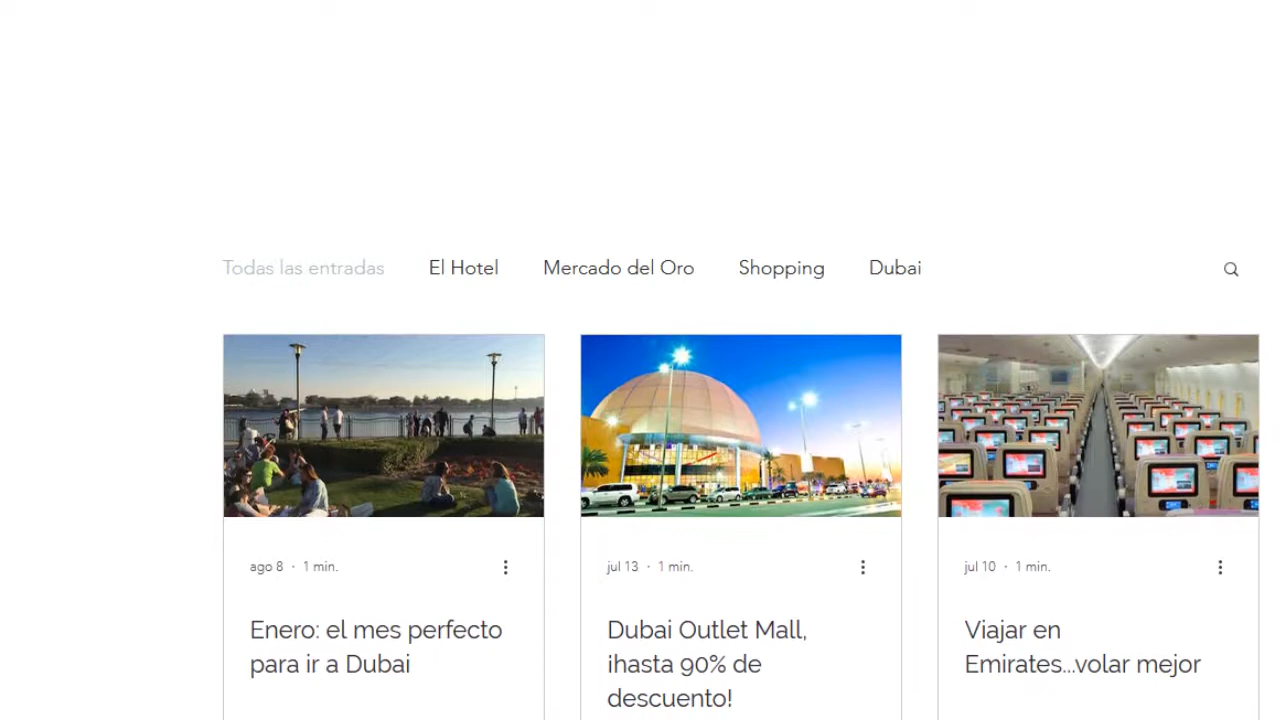 Todas las entradas El Hotel Mercado del Oro Shopping Dubai
ago 8 · 1 min.
Enero: el mes perfecto
para ir a Dubai
jul 13 · 1 min.
Dubai Outlet Mall,
¡hasta 90% de
descuento!
jul 10 · 1 min.
Viajar en
Emirates...volar mejor